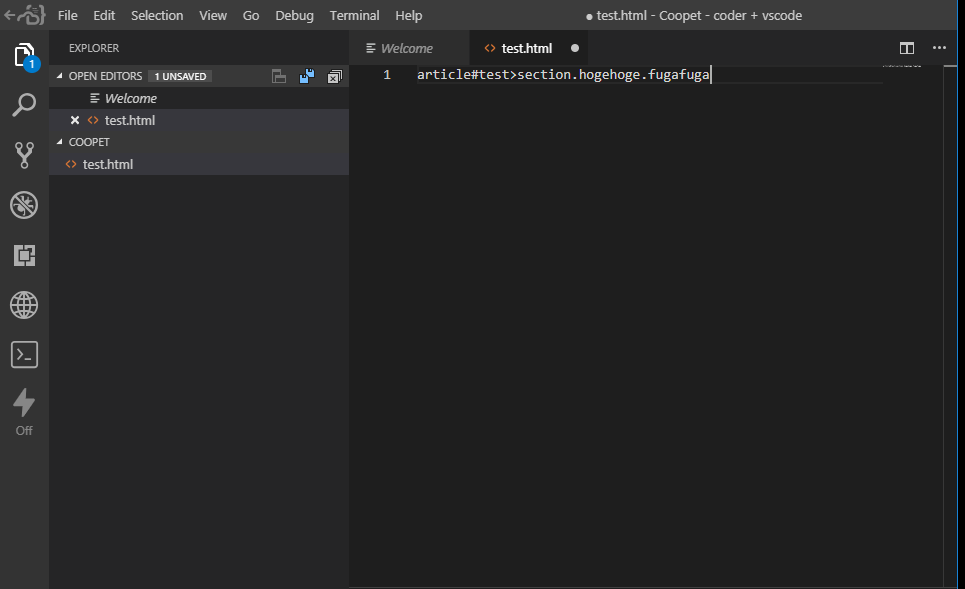 File Edit Selection View Go Debug Terminal Help
● test.html - Coopet - coder + vscode
EXPLORER
OPEN EDITORS 1 UNSAVED
Welcome
test.html
COOPET
test.html
Welcome
test.html
1 article#test>section.hogehoge.fugafuga
1
Off